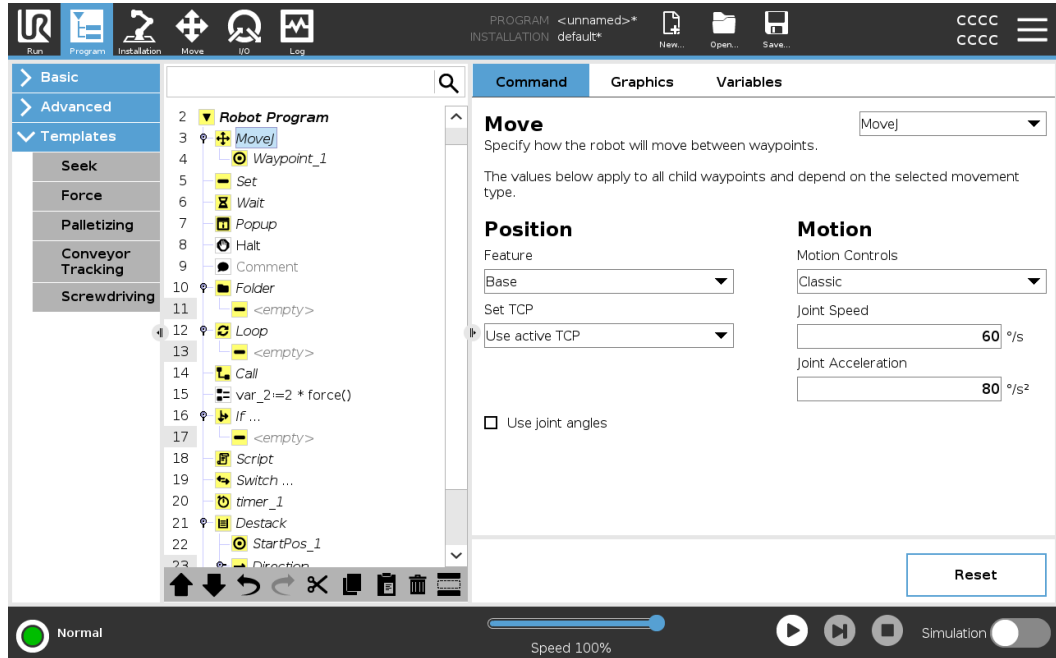 PROGRAM <unnamed>*
INSTALLATION default*
CCCC
CCCC
UR
Run
Program
Installation
Move
I/O
Log
New...
Open...
Save...
Basic
Advanced
Templates
Seek
Force
Palletizing
Conveyor
Tracking
Screwdriving
2 Robot Program
3 MoveJ
4 Waypoint_1
5 Set
6 Wait
7 Popup
8 Halt
9 Comment
10 Folder
11 <empty>
12 Loop
13 <empty>
14 Call
15 var_2:=2 * force()
16 If ...
17 <empty>
18 Script
19 Switch ...
20 timer_1
21 Destack
22 StartPos_1
23 Direction
Command Graphics Variables
Move
MoveJ
Specify how the robot will move between waypoints.
The values below apply to all child waypoints and depend on the selected movement
type.
Position
Feature
Base
Set TCP
Use active TCP
Use joint angles
Motion
Motion Controls
Classic
Joint Speed
60 °/s
Joint Acceleration
80 °/s²
Reset
Normal
Speed 100%
Simulation